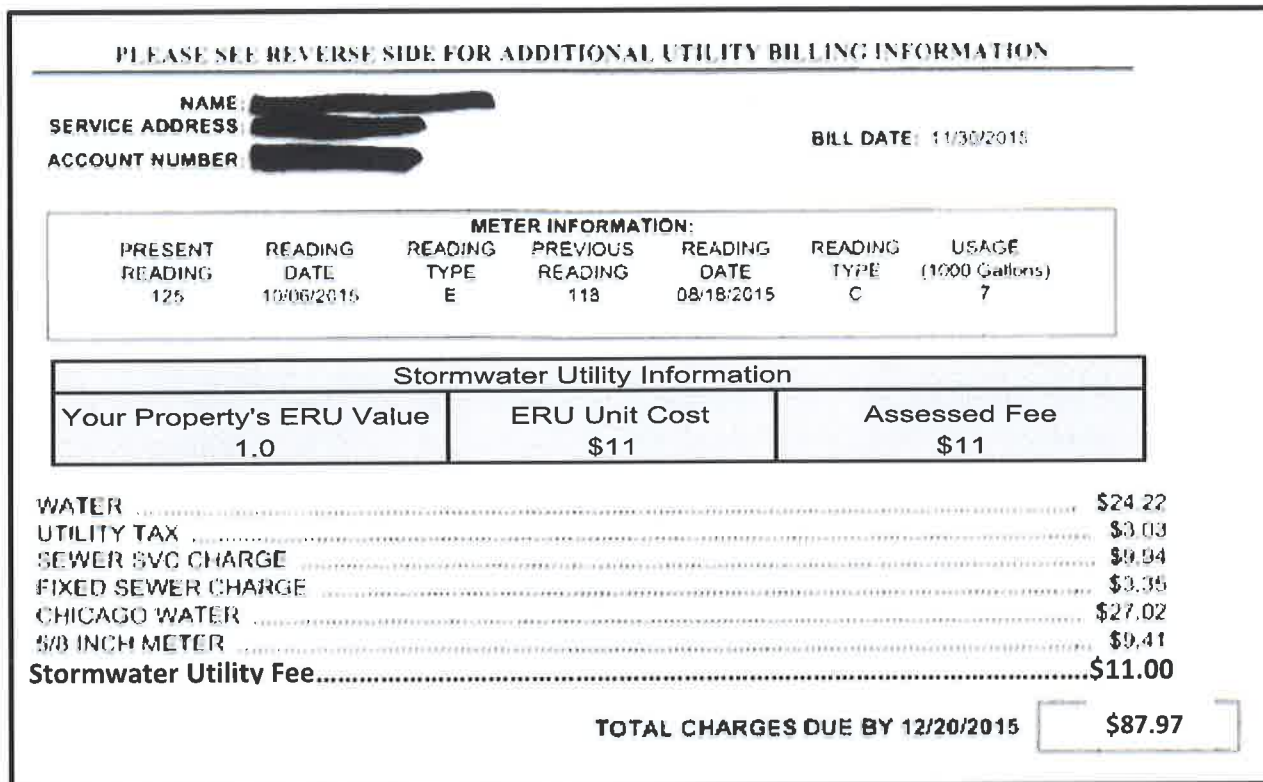 PLEASE SEE REVERSE SIDE FOR ADDITIONAL UTILITY BILLING INFORMATION
NAME:
SERVICE ADDRESS:
BILL DATE: 11/30/2015
ACCOUNT NUMBER:
METER INFORMATION:
PRESENT READING READING PREVIOUS READING READING USAGE
READING DATE TYPE READING DATE TYPE (1000 Gallons)
125 10/06/2015 E 118 08/18/2015 C 7
Stormwater Utility Information
Your Property's ERU Value ERU Unit Cost Assessed Fee
1.0 $11 $11
WATER $24.22
UTILITY TAX $3.03
SEWER SVC CHARGE $9.94
FIXED SEWER CHARGE $3.35
CHICAGO WATER $27.02
5/8 INCH METER $9.41
Stormwater Utility Fee $11.00
TOTAL CHARGES DUE BY 12/20/2015 $87.97